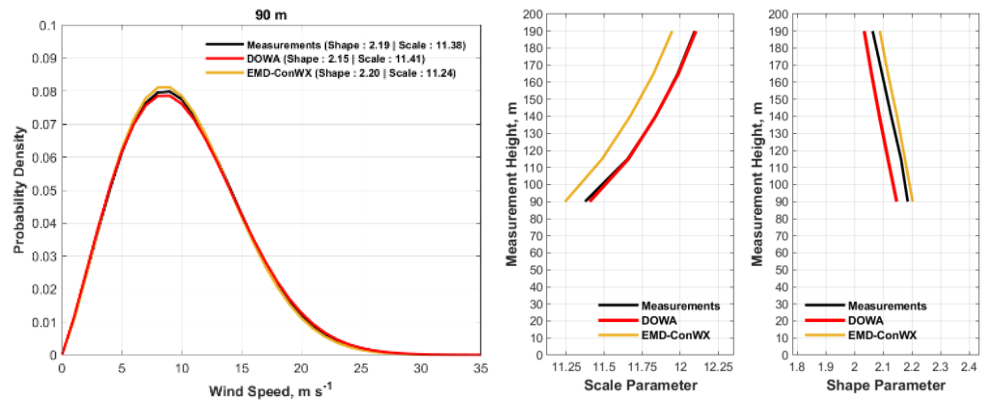 90 m
Measurements (Shape : 2.19 | Scale : 11.38)
DOWA (Shape : 2.15 | Scale : 11.41)
EMD-ConWX (Shape : 2.20 | Scale : 11.24)
0.1
0.09
0.08
0.07
0.06
0.05
0.04
0.03
0.02
0.01
0
Probability Density
0 5 10 15 20 25 30 35
Wind Speed, m s-1
200
190
180
170
160
150
140
130
120
110
100
90
80
70
60
50
40
30
20
10
0
Measurement Height, m
Measurements
DOWA
EMD-ConWX
11.25 11.5 11.75 12 12.25
Scale Parameter
200
190
180
170
160
150
140
130
120
110
100
90
80
70
60
50
40
30
20
10
0
Measurement Height, m
Measurements
DOWA
EMD-ConWX
1.8 1.9 2 2.1 2.2 2.3 2.4
Shape Parameter